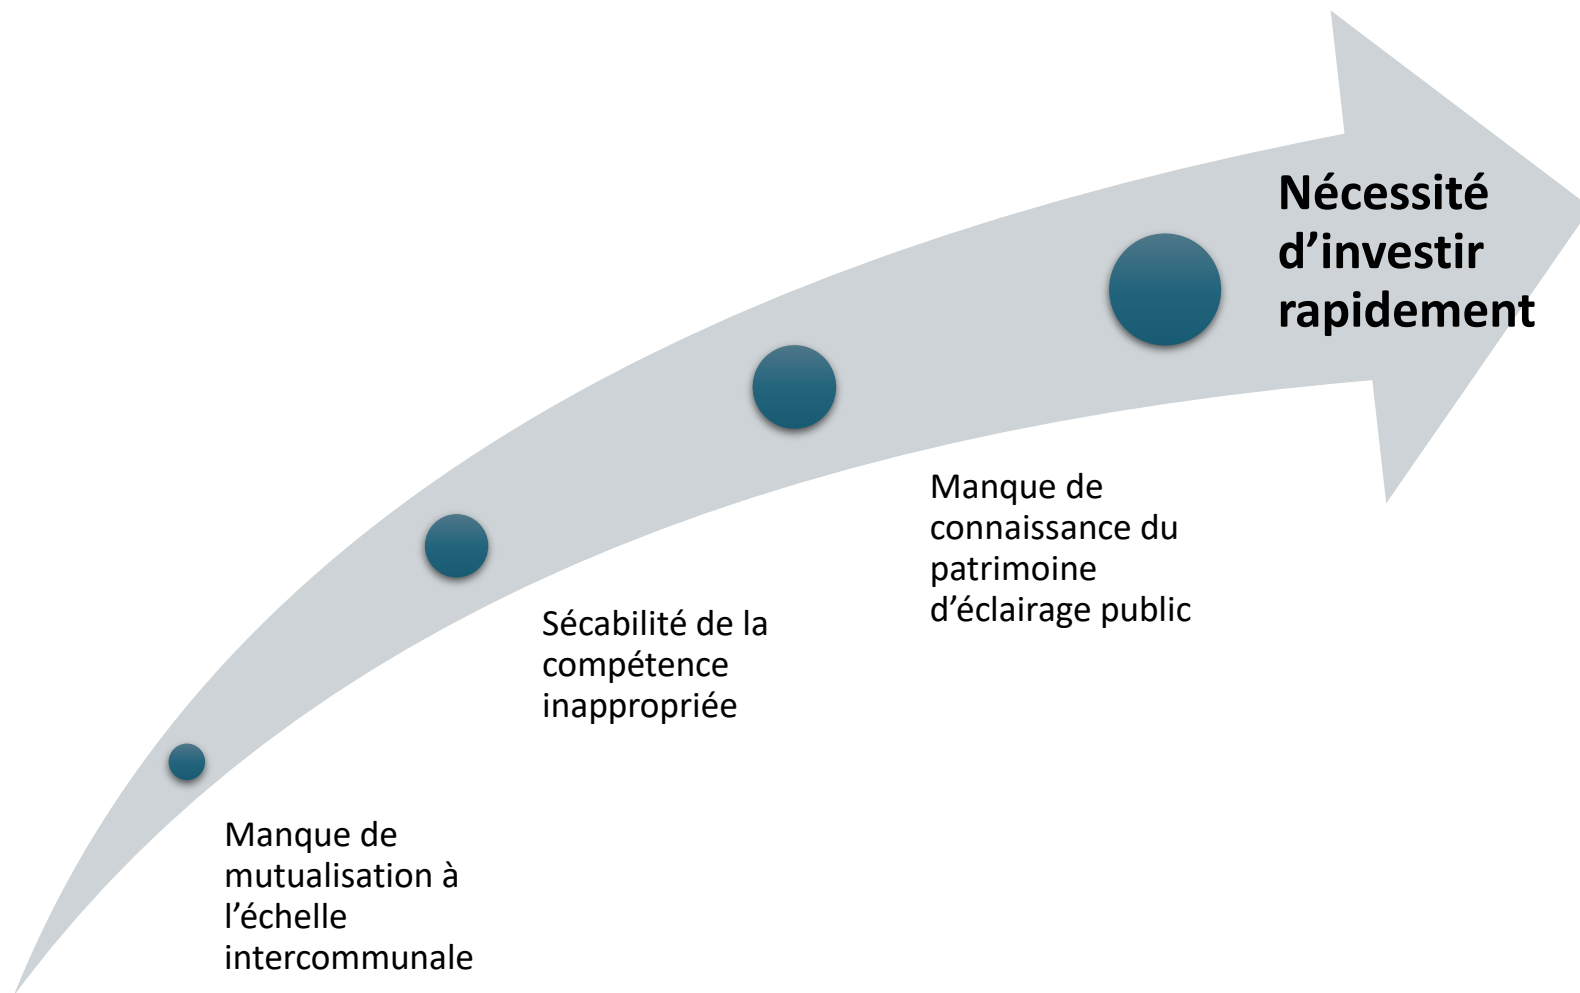 Manque de
mutualisation à
l’échelle
intercommunale
Sécabilité de la
compétence
inappropriée
Manque de
connaissance du
patrimoine
d’éclairage public
Nécessité
d’investir
rapidement